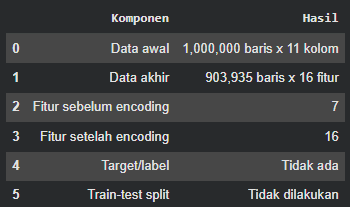 Komponen Hasil
0 Data awal 1,000,000 baris x 11 kolom
1 Data akhir 903,935 baris x 16 fitur
2 Fitur sebelum encoding 7
3 Fitur setelah encoding 16
4 Target/label Tidak ada
5 Train-test split Tidak dilakukan